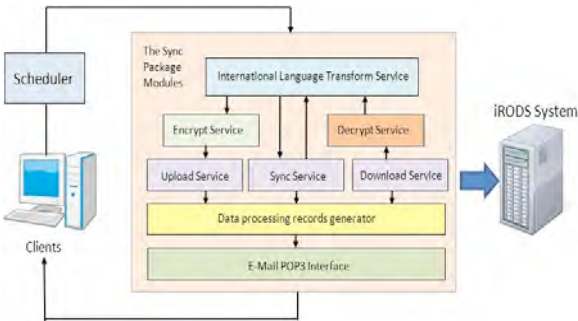 The Sync
Package
Modules
International Language Transform Service
Scheduler
iRODS System
Encrypt Service
Decrypt Service
Upload Service
Sync Service
Download Service
Data processing records generator
Clients
E-Mail POP3 Interface